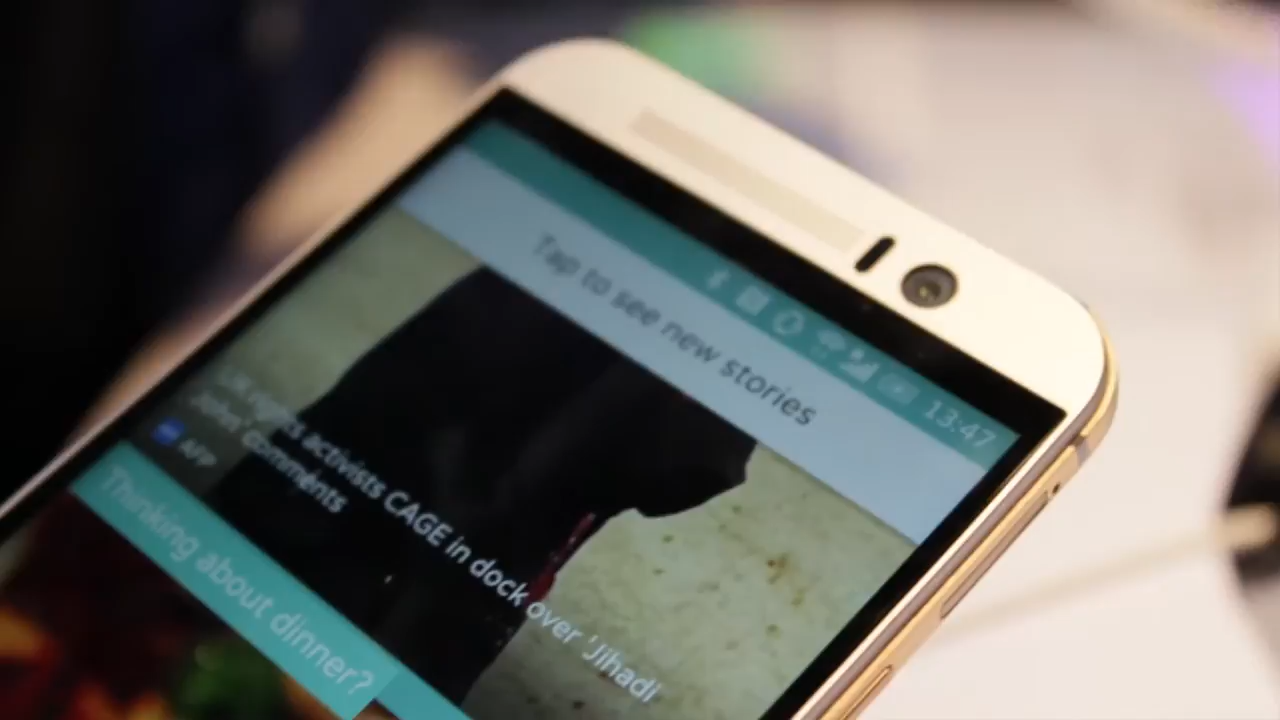 13:47
Tap to see new stories
UK rights activists CAGE in dock over 'Jihadi
John' comments
AFP
Thinking about dinner?